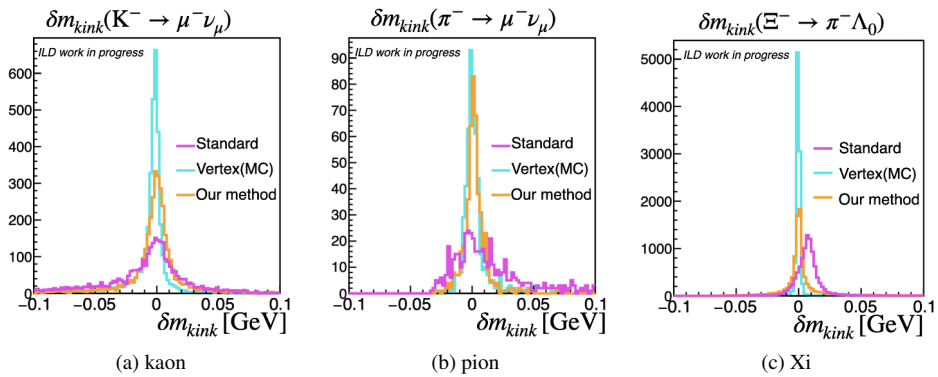 δm_kink(K⁻ → μ⁻ν_μ)
ILD work in progress
600
500
400
300
200
100
0
Standard
Vertex(MC)
Our method
−0.1 −0.05 0 0.05 0.1
δm_kink [GeV]
(a) kaon
δm_kink(π⁻ → μ⁻ν_μ)
ILD work in progress
90
80
70
60
50
40
30
20
10
0
Standard
Vertex(MC)
Our method
−0.1 −0.05 0 0.05 0.1
δm_kink [GeV]
(b) pion
δm_kink(Ξ⁻ → π⁻Λ₀)
ILD work in progress
5000
4000
3000
2000
1000
0
Standard
Vertex(MC)
Our method
−0.1 −0.05 0 0.05 0.1
δm_kink [GeV]
(c) Xi